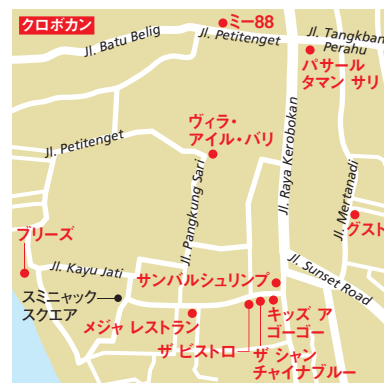 クロボカン
ミー88
Jl. Batu Belig
Jl. Petitenget
Jl. Tangkban
Perahu
パサール
タマン サリ
ヴィラ・
アイル・バリ
Jl. Petitenget
Jl. Pangkung Sari
Jl. Raya Kerobokan
Jl. Mertanadi
グスト
ブリーズ
Jl. Kayu Jati
サンバルシュリンプ
Jl. Sunset Road
スミニャック
スクエア
メジャ レストラン
キッズ ア
ゴーゴー
ザ ビストロ
ザ シャン
チャイナブルー